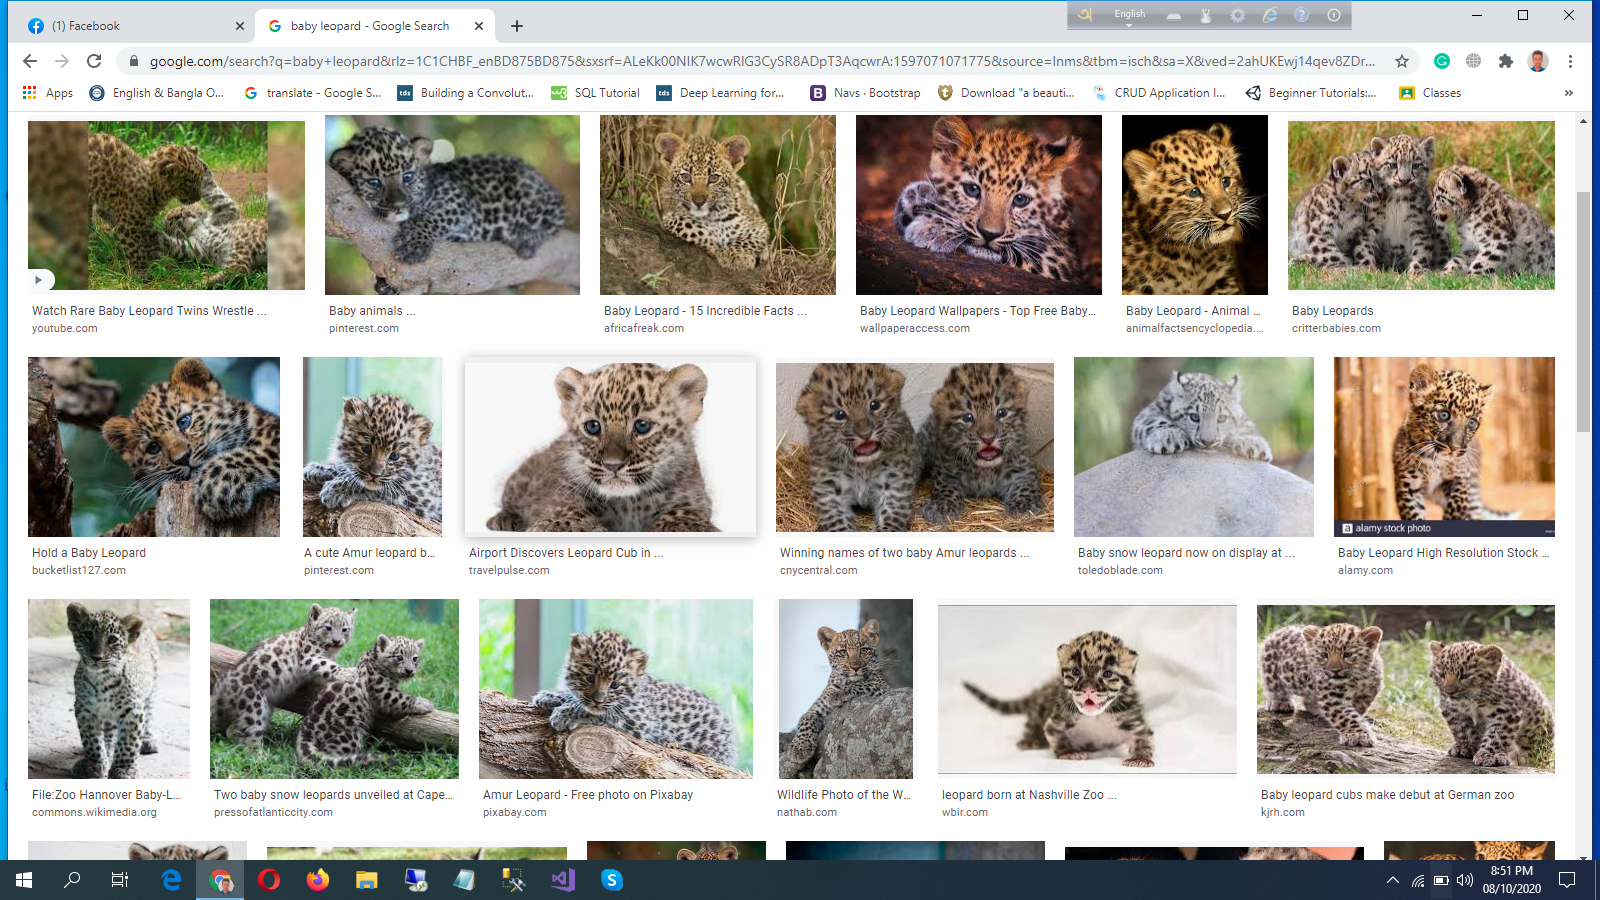 (1) Facebook
baby leopard - Google Search
English
google.com/search?q=baby+leopard&rlz=1C1CHBF_enBD875BD875&sxsrf=ALeKk00NIK7wcwRlG3CySR8ADpT3AqcwrA:1597071071775&source=lnms&tbm=isch&sa=X&ved=2ahUKEwj14qev8ZDr...
Apps
English & Bangla O...
translate - Google S...
tds Building a Convolut...
w3 SQL Tutorial
tds Deep Learning for...
B Navs · Bootstrap
Download "a beauti...
CRUD Application I...
Beginner Tutorials:...
Classes
»
Watch Rare Baby Leopard Twins Wrestle ...
youtube.com
Baby animals ...
pinterest.com
Baby Leopard - 15 Incredible Facts ...
africafreak.com
Baby Leopard Wallpapers - Top Free Baby...
wallpaperaccess.com
Baby Leopard - Animal ...
animalfactsencyclopedia....
Baby Leopards
critterbabies.com
a alamy stock photo
Hold a Baby Leopard
bucketlist127.com
A cute Amur leopard b...
pinterest.com
Airport Discovers Leopard Cub in ...
travelpulse.com
Winning names of two baby Amur leopards ...
cnycentral.com
Baby snow leopard now on display at ...
toledoblade.com
Baby Leopard High Resolution Stock ...
alamy.com
File:Zoo Hannover Baby-L...
commons.wikimedia.org
Two baby snow leopards unveiled at Cape...
pressofatlanticcity.com
Amur Leopard - Free photo on Pixabay
pixabay.com
Wildlife Photo of the W...
nathab.com
leopard born at Nashville Zoo ...
wbir.com
Baby leopard cubs make debut at German zoo
kjrh.com
8:51 PM
08/10/2020